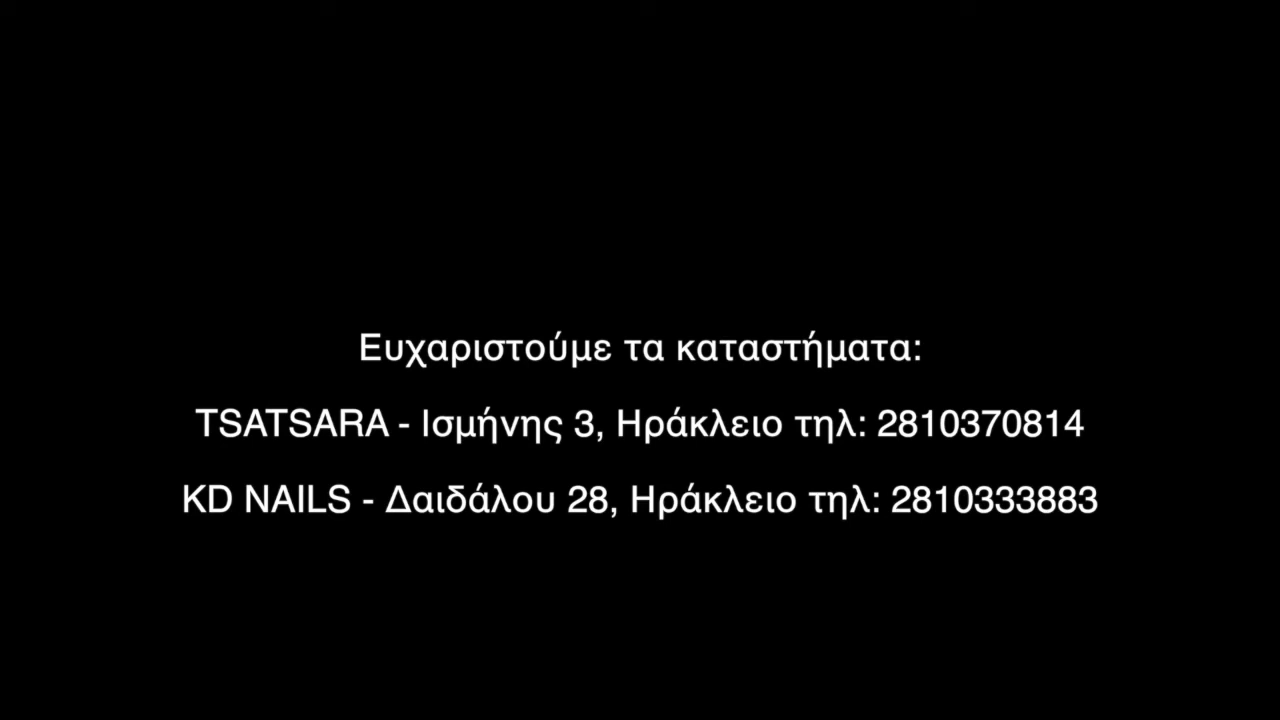 Ευχαριστούμε τα καταστήματα:
TSATSARA - Ισμήνης 3, Ηράκλειο τηλ: 2810370814
KD NAILS - Δαιδάλου 28, Ηράκλειο τηλ: 2810333883